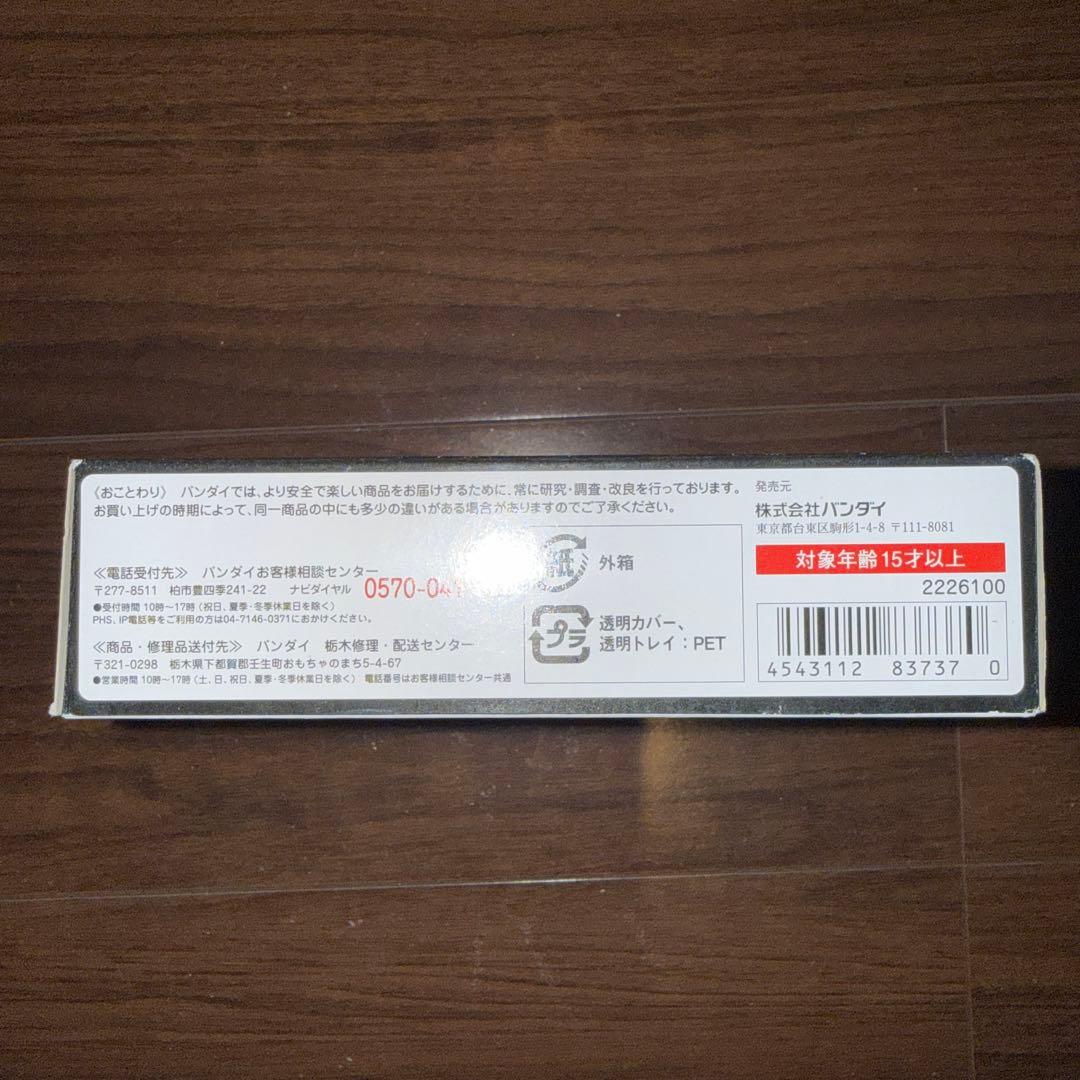 〈おことわり〉 バンダイでは、より安全で楽しい商品をお届けするために、常に研究・調査・改良を行っております。
お買い上げの時期によって、同一商品の中にも多少の違いがある場合がありますのでご了承ください。
≪電話受付先≫ バンダイお客様相談センター
〒277-8511 柏市豊四季241-22 ナビダイヤル 0570-04
●受付時間 10時〜17時 (祝日、夏季・冬季休業日を除く)
PHS、IP電話等をご利用の方は04-7146-0371におかけください。
≪商品・修理品送付先≫ バンダイ 栃木修理・配送センター
〒321-0298 栃木県下都賀郡壬生町おもちゃのまち5-4-67
●営業時間 10時〜17時 (土、日、祝日、夏季・冬季休業日を除く) 電話番号はお客様相談センター共通
紙 外箱
プラ 透明カバー、
透明トレイ：PET
発売元
株式会社バンダイ
東京都台東区駒形1-4-8 〒111-8081
対象年齢15才以上
2226100
4543112 83737 0